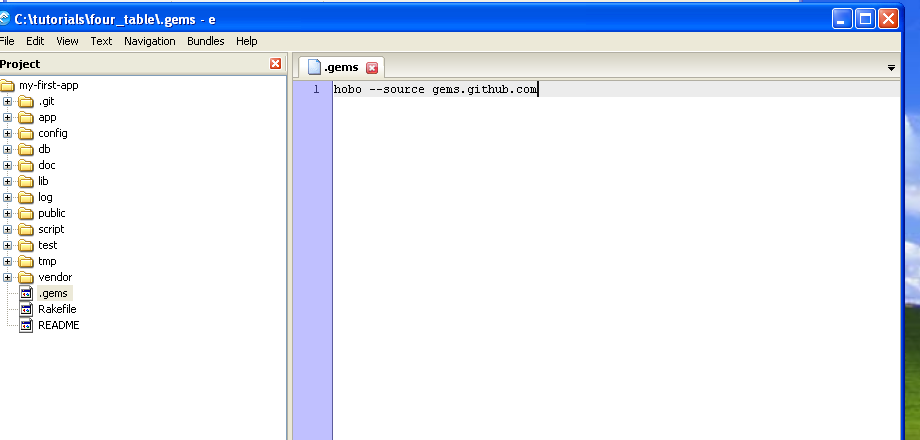 C:\tutorials\four_table\.gems - e
File Edit View Text Navigation Bundles Help
Project
.gems
my-first-app
.git
app
config
db
doc
lib
log
public
script
test
tmp
vendor
.gems
Rakefile
README
1 hobo --source gems.github.com